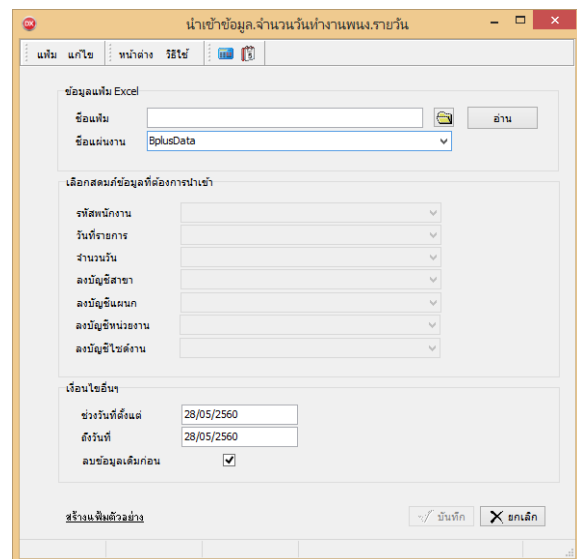 นำเข้าข้อมูล.จำนวนวันทำงานพนง.รายวัน
แฟ้ม แก้ไข หน้าต่าง วิธีใช้
ข้อมูลแฟ้ม Excel
ชื่อแฟ้ม อ่าน
ชื่อแผ่นงาน BplusData
เลือกสดมภ์ข้อมูลที่ต้องการนำเข้า
รหัสพนักงาน
วันที่รายการ
จำนวนวัน
ลงบัญชีสาขา
ลงบัญชีแผนก
ลงบัญชีหน่วยงาน
ลงบัญชีไซด์งาน
เงื่อนไขอื่นๆ
ช่วงวันที่ตั้งแต่ 28/05/2560
ถึงวันที่ 28/05/2560
ลบข้อมูลเดิมก่อน
สร้างแฟ้มตัวอย่าง บันทึก ยกเลิก